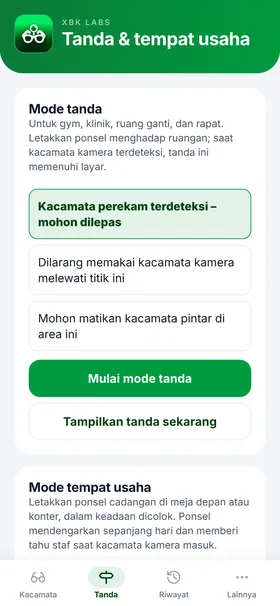 XBK LABS
Tanda & tempat usaha
Mode tanda
Untuk gym, klinik, ruang ganti, dan rapat.
Letakkan ponsel menghadap ruangan; saat
kacamata kamera terdeteksi, tanda ini
memenuhi layar.
Kacamata perekam terdeteksi –
mohon dilepas
Dilarang memakai kacamata kamera
melewati titik ini
Mohon matikan kacamata pintar di
area ini
Mulai mode tanda
Tampilkan tanda sekarang
Mode tempat usaha
Letakkan ponsel cadangan di meja depan atau
konter, dalam keadaan dicolok. Ponsel
mendengarkan sepanjang hari dan memberi
tahu staf saat kacamata kamera masuk.
Kacamata
Tanda
Riwayat
Lainnya